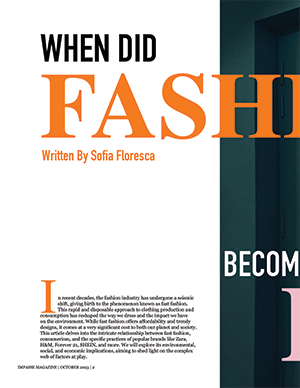 WHEN DID
FASHI
Written By Sofia Floresca
BECOM
In recent decades, the fashion industry has undergone a seismic
shift, giving birth to the phenomenon known as fast fashion.
This rapid and disposable approach to clothing production and
consumption has reshaped the way we dress and the impact we have
on the environment. While fast fashion offers affordability and trendy
designs, it comes at a very significant cost to both our planet and society.
This article delves into the intricate relationship between fast fashion,
consumerism, and the specific practices of popular brands like Zara,
H&M, Forever 21, SHEIN, and more. We will explore its environmental,
social, and economic implications, aiming to shed light on the complex
web of factors at play.
IMPASSE MAGAZINE | OCTOBER 2023 | 2